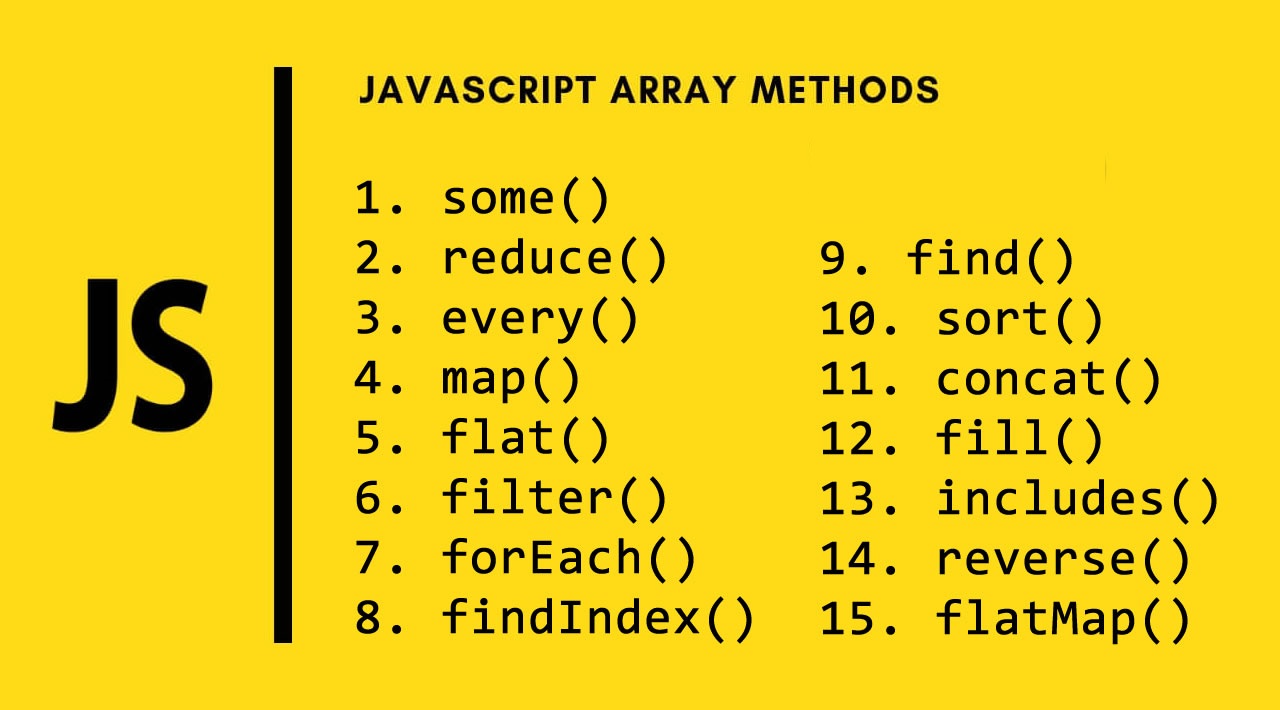 JS
JAVASCRIPT ARRAY METHODS
1. some()
2. reduce()
3. every()
4. map()
5. flat()
6. filter()
7. forEach()
8. findIndex()
9. find()
10. sort()
11. concat()
12. fill()
13. includes()
14. reverse()
15. flatMap()